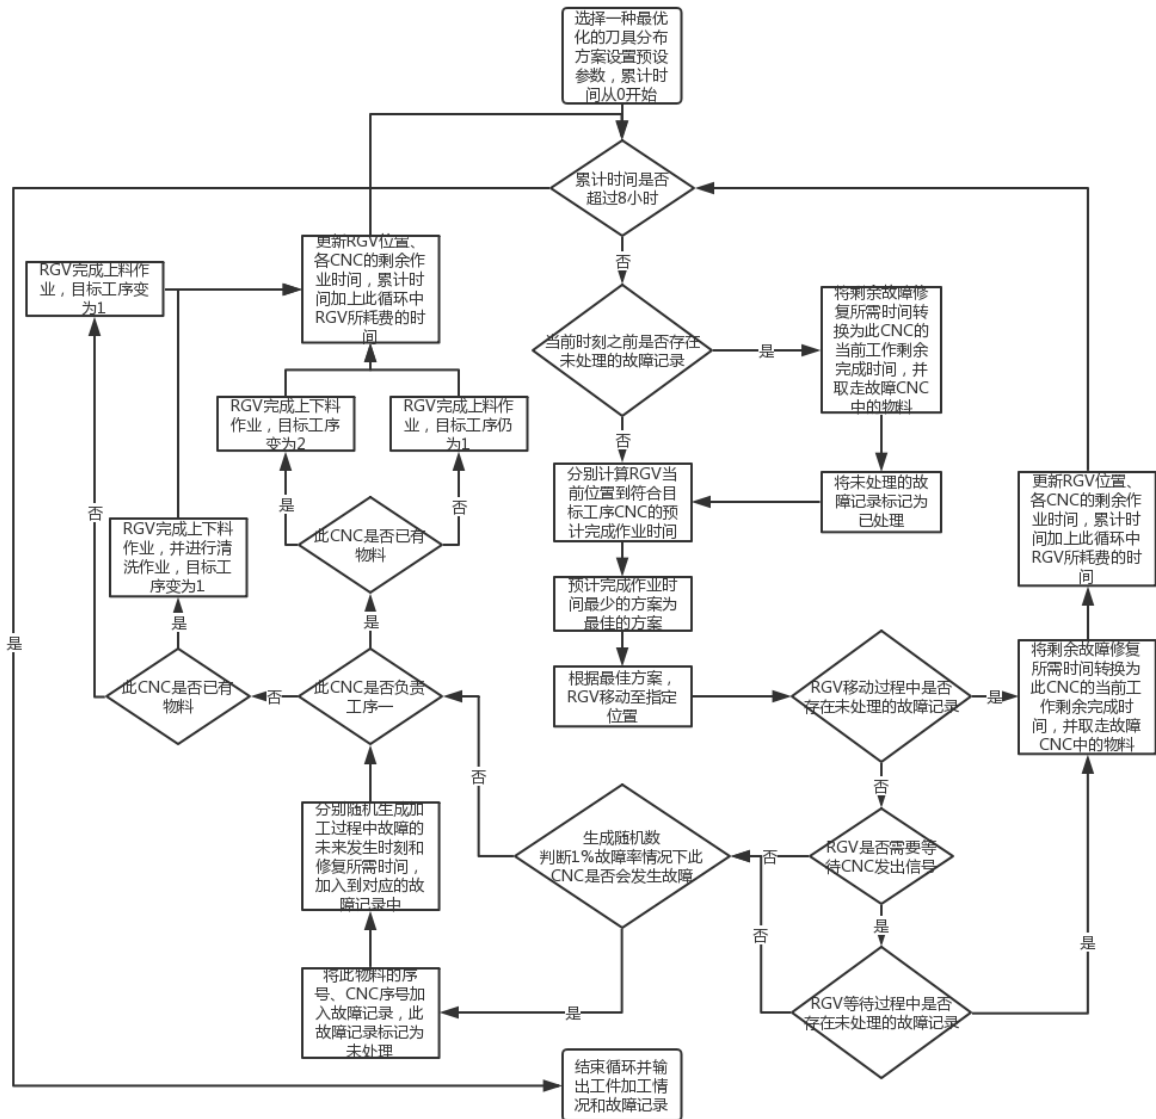 选择一种最优
化的刀具分布
方案设置预设
参数，累计时
间从0开始
累计时间是否
超过8小时
更新RGV位置、
各CNC的剩余作
业时间，累计时
间加上此循环中
RGV所耗费的时
间
RGV完成上料作
业，目标工序变
为1
否
当前时刻之前是否存在
未处理的故障记录
是
将剩余故障修
复所需时间转换
为此CNC的
当前工作剩余
完成时间，并
取走故障CNC
中的物料
RGV完成上下料
作业，目标工序
变为2
RGV完成上料作
业，目标工序仍
为1
否
分别计算RGV当
前位置到符合目
标工序CNC的预
计完成作业时间
将未处理的故
障记录标记为
已处理
更新RGV位置、
各CNC的剩余作
业时间，累计时
间加上此循环中
RGV所耗费的时
间
否
是
否
RGV完成上下料
作业，并进行清
洗作业，目标工
序变为1
此CNC是否已有
物料
预计完成作业时
间最少的方案为
最佳的方案
是
是
是
此CNC是否已有
物料
否
此CNC是否负责
工序一
根据最佳方案，
RGV移动至指定
位置
RGV移动过程中是否
存在未处理的故障记录
是
将剩余故障修复
所需时间转换为
此CNC的当前工
作剩余完成时
间，并取走故障
CNC中的物料
否
否
分别随机生成加
工过程中故障的
未来发生时刻和
修复所需时间，
加入到对应的故
障记录中
生成随机数
判断1%故障率情况下此
CNC是否会发生故障
否
RGV是否需要等
待CNC发出信号
是
否
是
将此物料的序
号、CNC序号加
入故障记录，此
故障记录标记为
未处理
是
RGV等待过程中是否
存在未处理的故障记录
结束循环并输
出工件加工情
况和故障记录